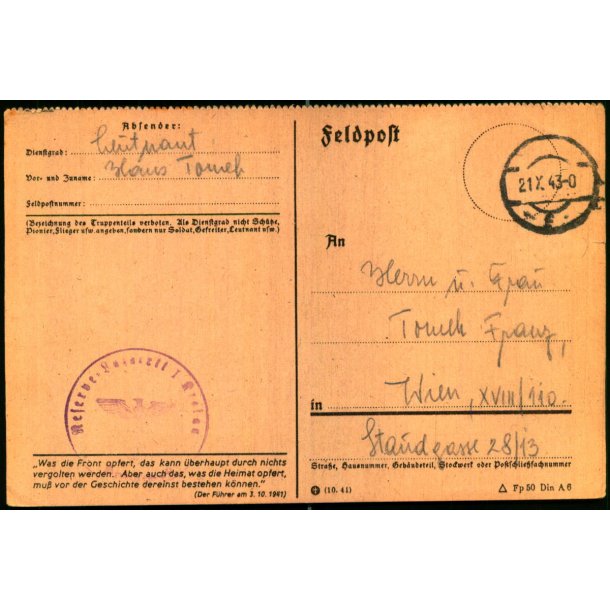 Absender:
Dienstgrad: Leutnant
Vor- und Zuname: Hans Tomek
Feldpostnummer:
(Bezeichnung des Truppenteils verboten. Als Dienstgrad nicht Schütze,
Pionier, Flieger usw. angeben, sondern nur Soldat, Gefreiter, Leutnant usw.)
Reserve-Lazarett I
„Was die Front opfert, das kann überhaupt durch nichts
vergolten werden. Aber auch das, was die Heimat opfert,
muß vor der Geschichte dereinst bestehen können."
(Der Führer am 3. 10. 1941)
Feldpost
21.X.43-0
An
Herrn u. Frau
Tomek Franz,
in Wien, XVIII/110.
Staudgasse 28/13
Straße, Hausnummer, Gebäudeteil, Stockwerk oder Postschließfachnummer
(10. 41)
Fp 50 Din A 6